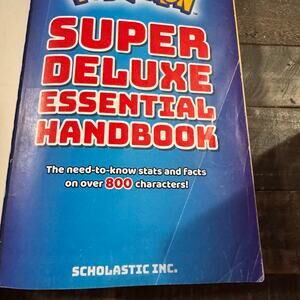 SUPER
DELUXE
ESSENTIAL
HANDBOOK
The need-to-know stats and facts
on over 800 characters!
SCHOLASTIC INC.